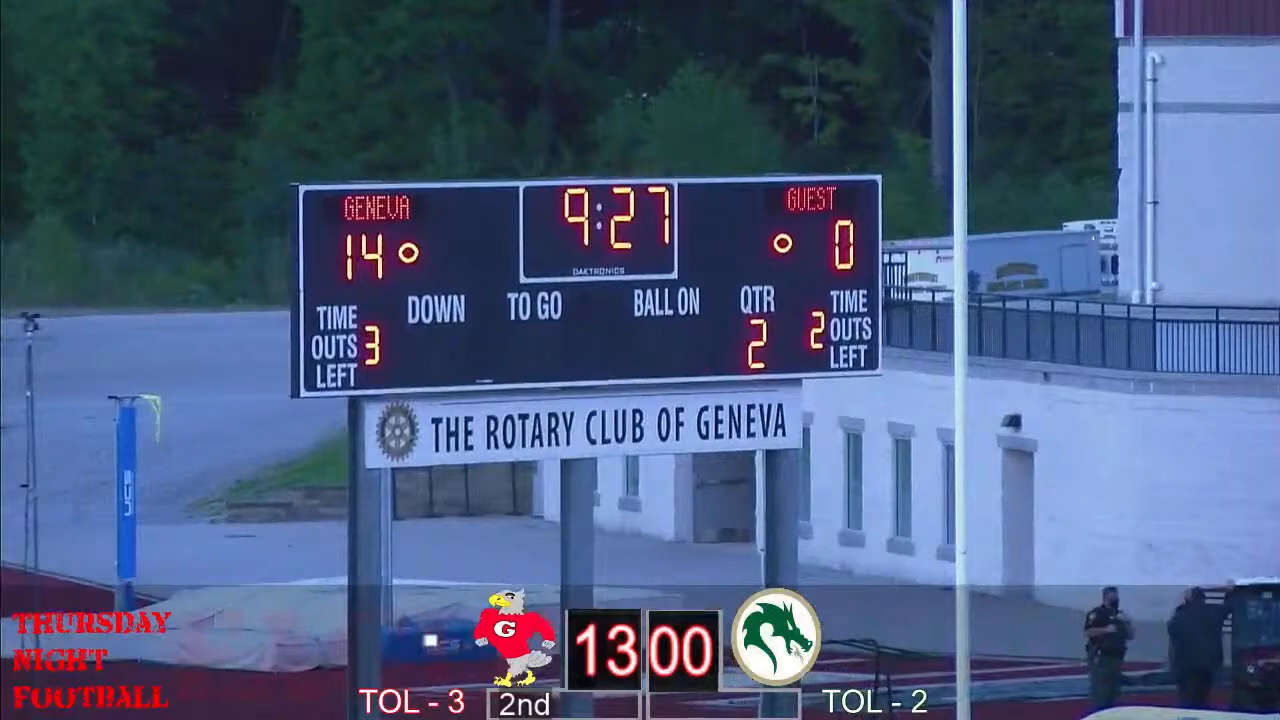 GENEVA
9:27
GUEST
14
0
DAKTRONICS
DOWN
TO GO
BALL ON
QTR
TIME
OUTS
LEFT
3
2
2
TIME
OUTS
LEFT
THE ROTARY CLUB OF GENEVA
THURSDAY
NIGHT
FOOTBALL
G
13
00
TOL - 3
2nd
TOL - 2